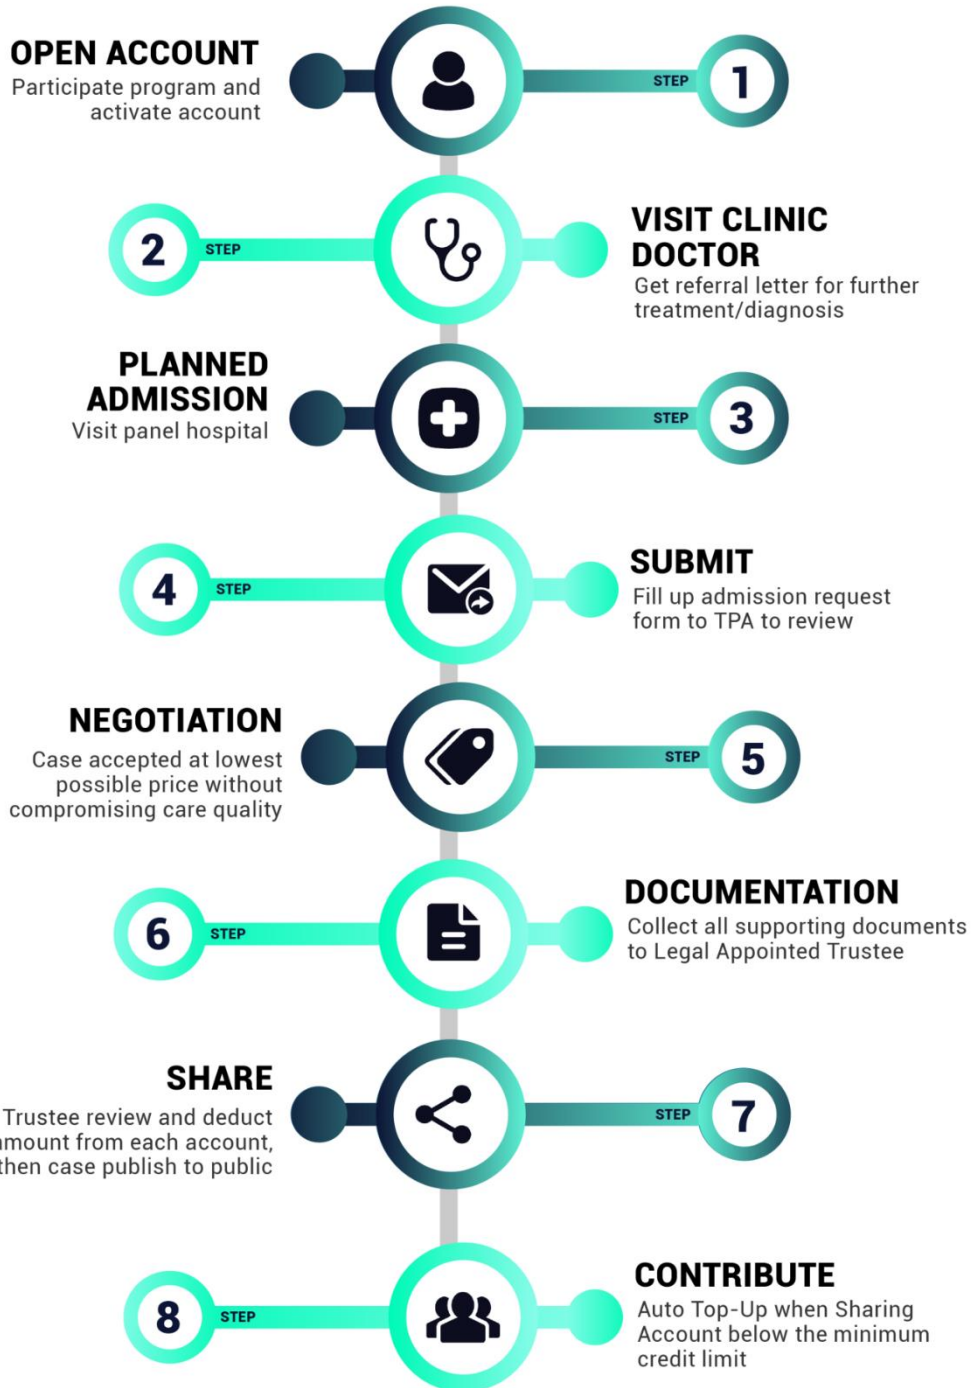 OPEN ACCOUNT
Participate program and
activate account
STEP
1
2
STEP
VISIT CLINIC
DOCTOR
Get referral letter for further
treatment/diagnosis
PLANNED
ADMISSION
Visit panel hospital
STEP
3
4
STEP
SUBMIT
Fill up admission request
form to TPA to review
NEGOTIATION
Case accepted at lowest
possible price without
compromising care quality
STEP
5
6
STEP
DOCUMENTATION
Collect all supporting documents
to Legal Appointed Trustee
SHARE
Trustee review and deduct
amount from each account,
then case publish to public
STEP
7
8
STEP
CONTRIBUTE
Auto Top-Up when Sharing
Account below the minimum
credit limit